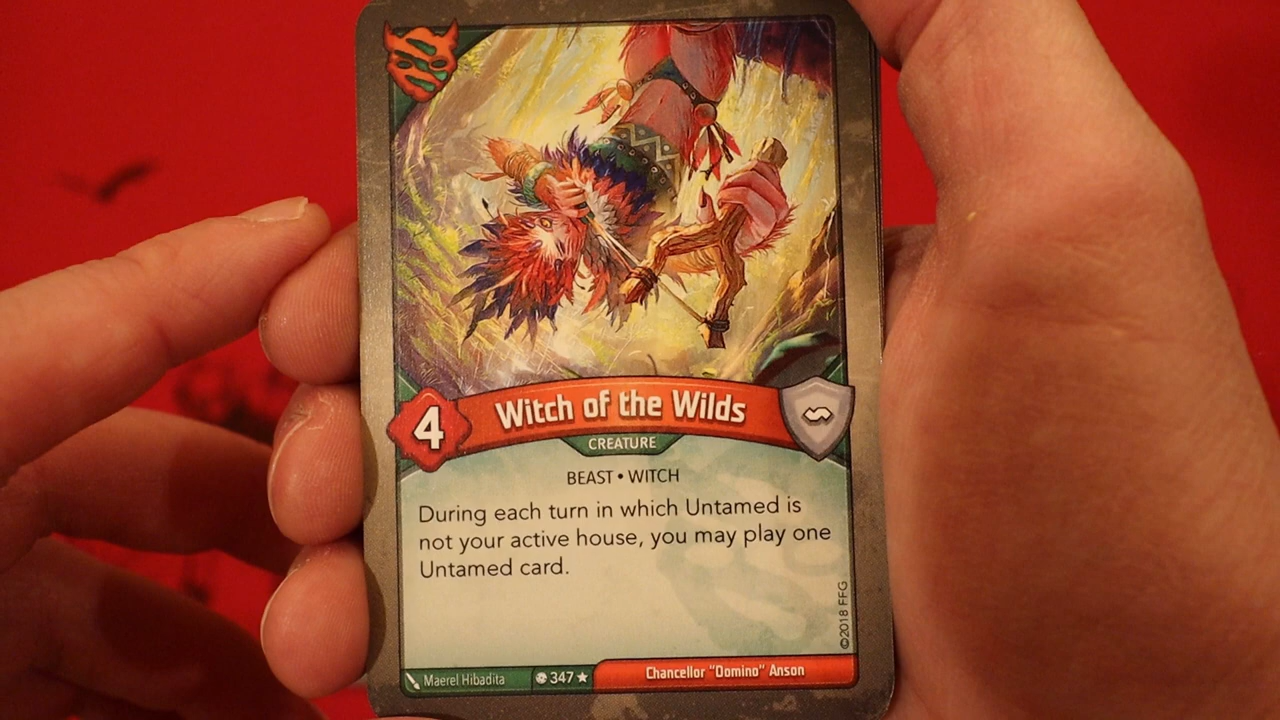 4
Witch of the Wilds
CREATURE
BEAST • WITCH
During each turn in which Untamed is
not your active house, you may play one
Untamed card.
©2018 FFG
Maerel Hibadita
347★
Chancellor "Domino" Anson